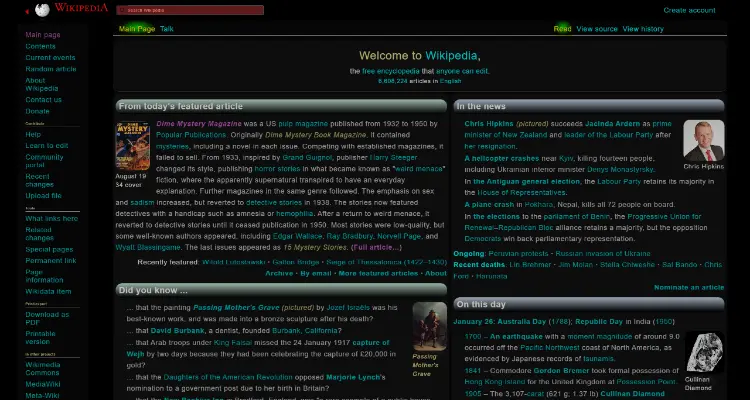 WIKIPEDIA
SEARCH WIKIPEDIA
Create account
Main Page Talk
Read View source View history
Main page
Contents
Current events
Random article
About
Wikipedia
Contact us
Donate
Contribute
Help
Learn to edit
Community
portal
Recent
changes
Upload file
Tools
What links here
Related
changes
Special pages
Permanent link
Page
information
Wikidata item
Print/export
Download as
PDF
Printable
version
In other projects
Wikimedia
Commons
MediaWiki
Meta-Wiki
Welcome to Wikipedia,
the free encyclopedia that anyone can edit.
articles in English
From today's featured article
DIME MYSTERY
August 19
34 cover
Dime Mystery Magazine was a US pulp magazine published from 1932 to 1950 by
Popular Publications. Originally Dime Mystery Book Magazine, it contained
mysteries, including a novel in each issue. Competing with established magazines, it
failed to sell. From 1933, inspired by Grand Guignol, publisher Harry Steeger
changed its style, publishing horror stories in what became known as "weird menace"
fiction, where the apparently supernatural transpired to have an everyday
explanation. Further magazines in the same genre followed. The emphasis on sex
and sadism increased, but reverted to detective stories in 1938. The stories now featured
detectives with a handicap such as amnesia or hemophilia. After a return to weird menace, it
reverted to detective stories until it ceased publication in 1950. Most stories were low-quality, but
some well-known authors appeared, including Edgar Wallace, Ray Bradbury, Norvell Page, and
Wyatt Blassingame. The last issues appeared as 15 Mystery Stories. (Full article...)
Recently featured: Witold Lutosławski · Galton Bridge · Siege of Thessalonica (1422–1430)
Archive · By email · More featured articles · About
Did you know ...
... that the painting Passing Mother's Grave (pictured) by Jozef Israëls was his
best-known work, and was made into a bronze sculpture after his death?
... that David Burbank, a dentist, founded Burbank, California?
... that Arab troops under King Faisal missed the 24 January 1917 capture of
Wejh by two days because they had been celebrating the capture of £20,000 in
gold?
... that the Daughters of the American Revolution opposed Marjorie Lynch's
nomination to a government post due to her birth in Britain?
Passing
Mother's
Grave
In the news
Chris Hipkins (pictured) succeeds Jacinda Ardern as prime
minister of New Zealand and leader of the Labour Party after
her resignation.
A helicopter crashes near Kyiv, killing fourteen people,
including Ukrainian interior minister Denys Monastyrsky.
In the Antiguan general election, the Labour Party retains its majority in
the House of Representatives.
A plane crash in Pokhara, Nepal, kills all 72 people on board.
In the elections to the parliament of Benin, the Progressive Union for
Renewal–Republican Bloc alliance retains a majority, but the opposition
Democrats win back parliamentary representation.
Chris Hipkins
Ongoing: Peruvian protests · Russian invasion of Ukraine
Recent deaths: Lin Brehmer · Jim Molan · Stella Chiweshe · Sal Bando · Chris
Ford · Haruomia
Nominate an article
On this day
January 26: Australia Day (1788); Republic Day in India (1950)
1700 – An earthquake with a moment magnitude of around 9.0
occurred off the Pacific Northwest coast of North America, as
evidenced by Japanese records of tsunamis.
1841 – Commodore Gordon Bremer took formal possession of
Hong Kong Island for the United Kingdom at Possession Point.
1905 – The 3,107-carat (621 g; 1.37 lb) Cullinan Diamond
Cullinan
Diamond